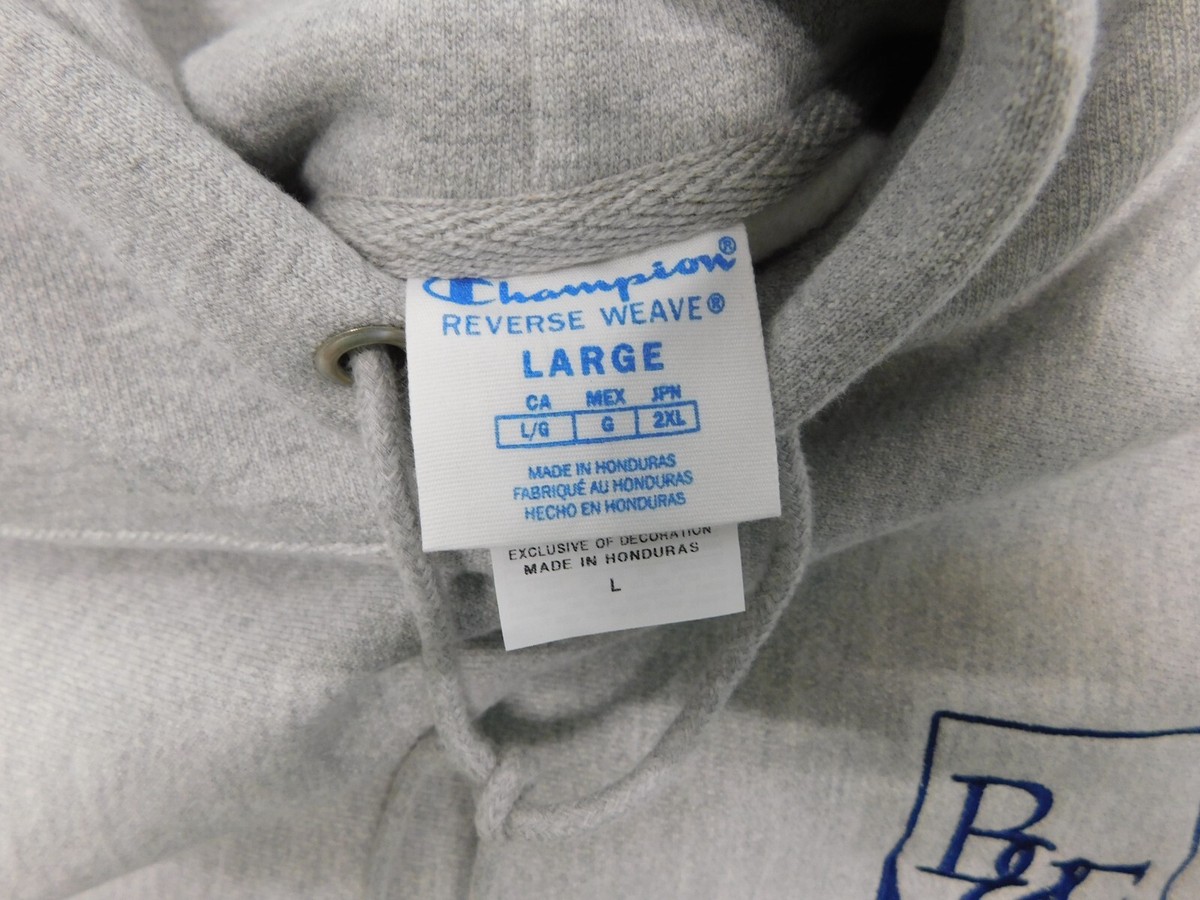 Champion®
REVERSE WEAVE®
LARGE
CA MEX JPN
L/G G 2XL
MADE IN HONDURAS
FABRIQUÉ AU HONDURAS
HECHO EN HONDURAS
EXCLUSIVE OF DECORATION
MADE IN HONDURAS
L
B